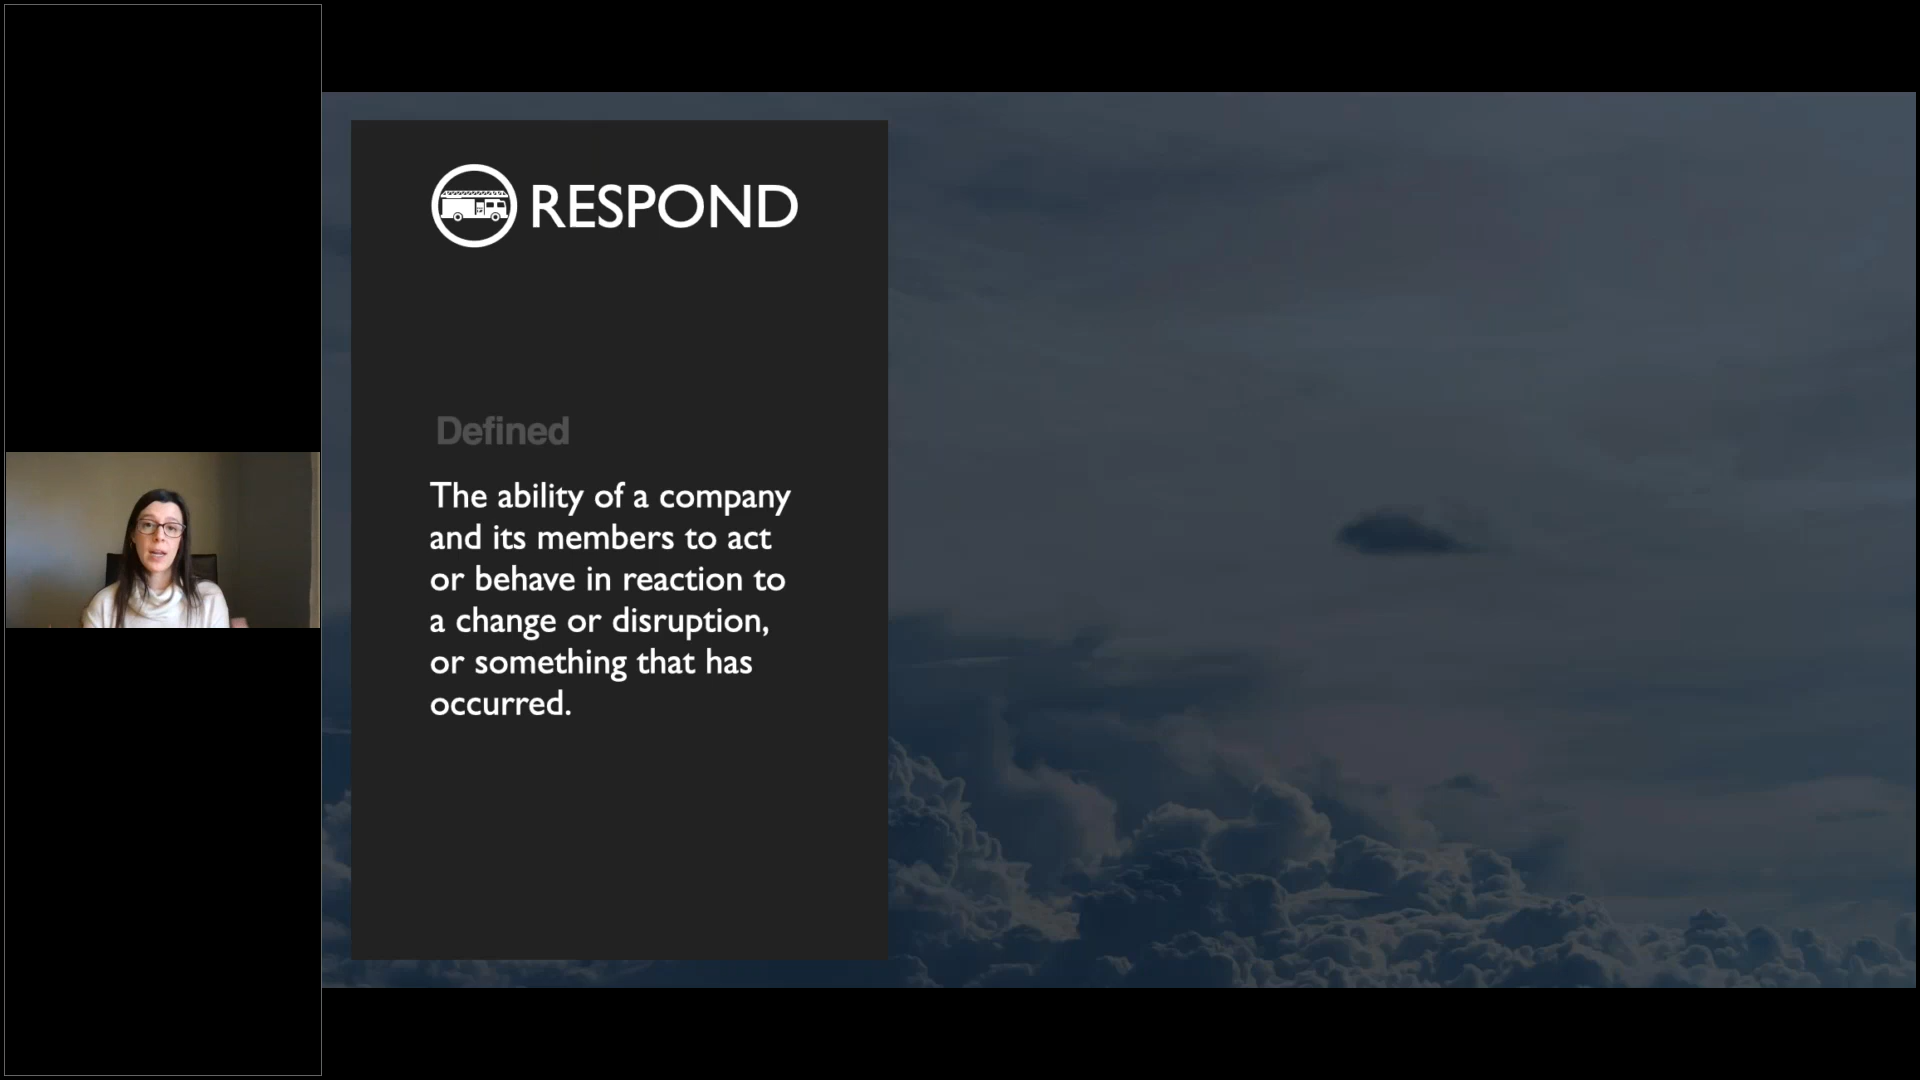 RESPOND
Defined
The ability of a company
and its members to act
or behave in reaction to
a change or disruption,
or something that has
occurred.